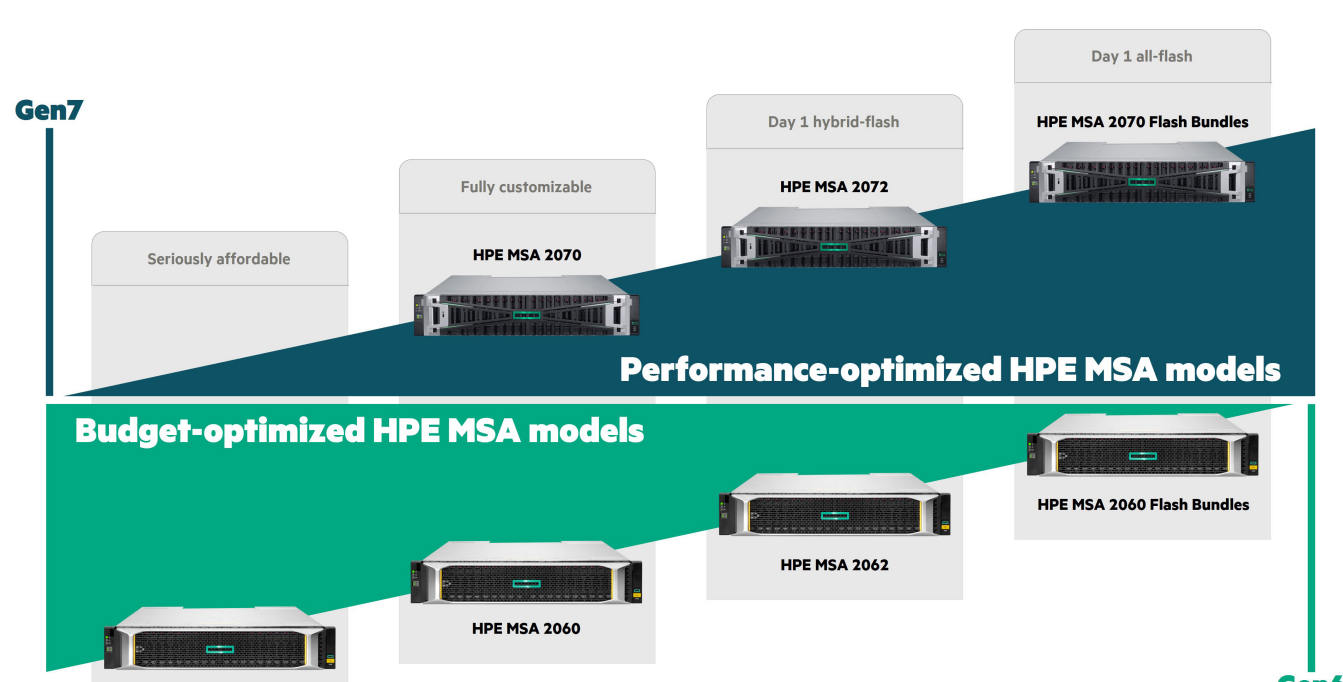 Day 1 all-flash
Gen7
HPE MSA 2070 Flash Bundles
Day 1 hybrid-flash
Fully customizable
HPE MSA 2072
Seriously affordable
HPE MSA 2070
Performance-optimized HPE MSA models
Budget-optimized HPE MSA models
HPE MSA 2060 Flash Bundles
HPE MSA 2062
HPE MSA 2060